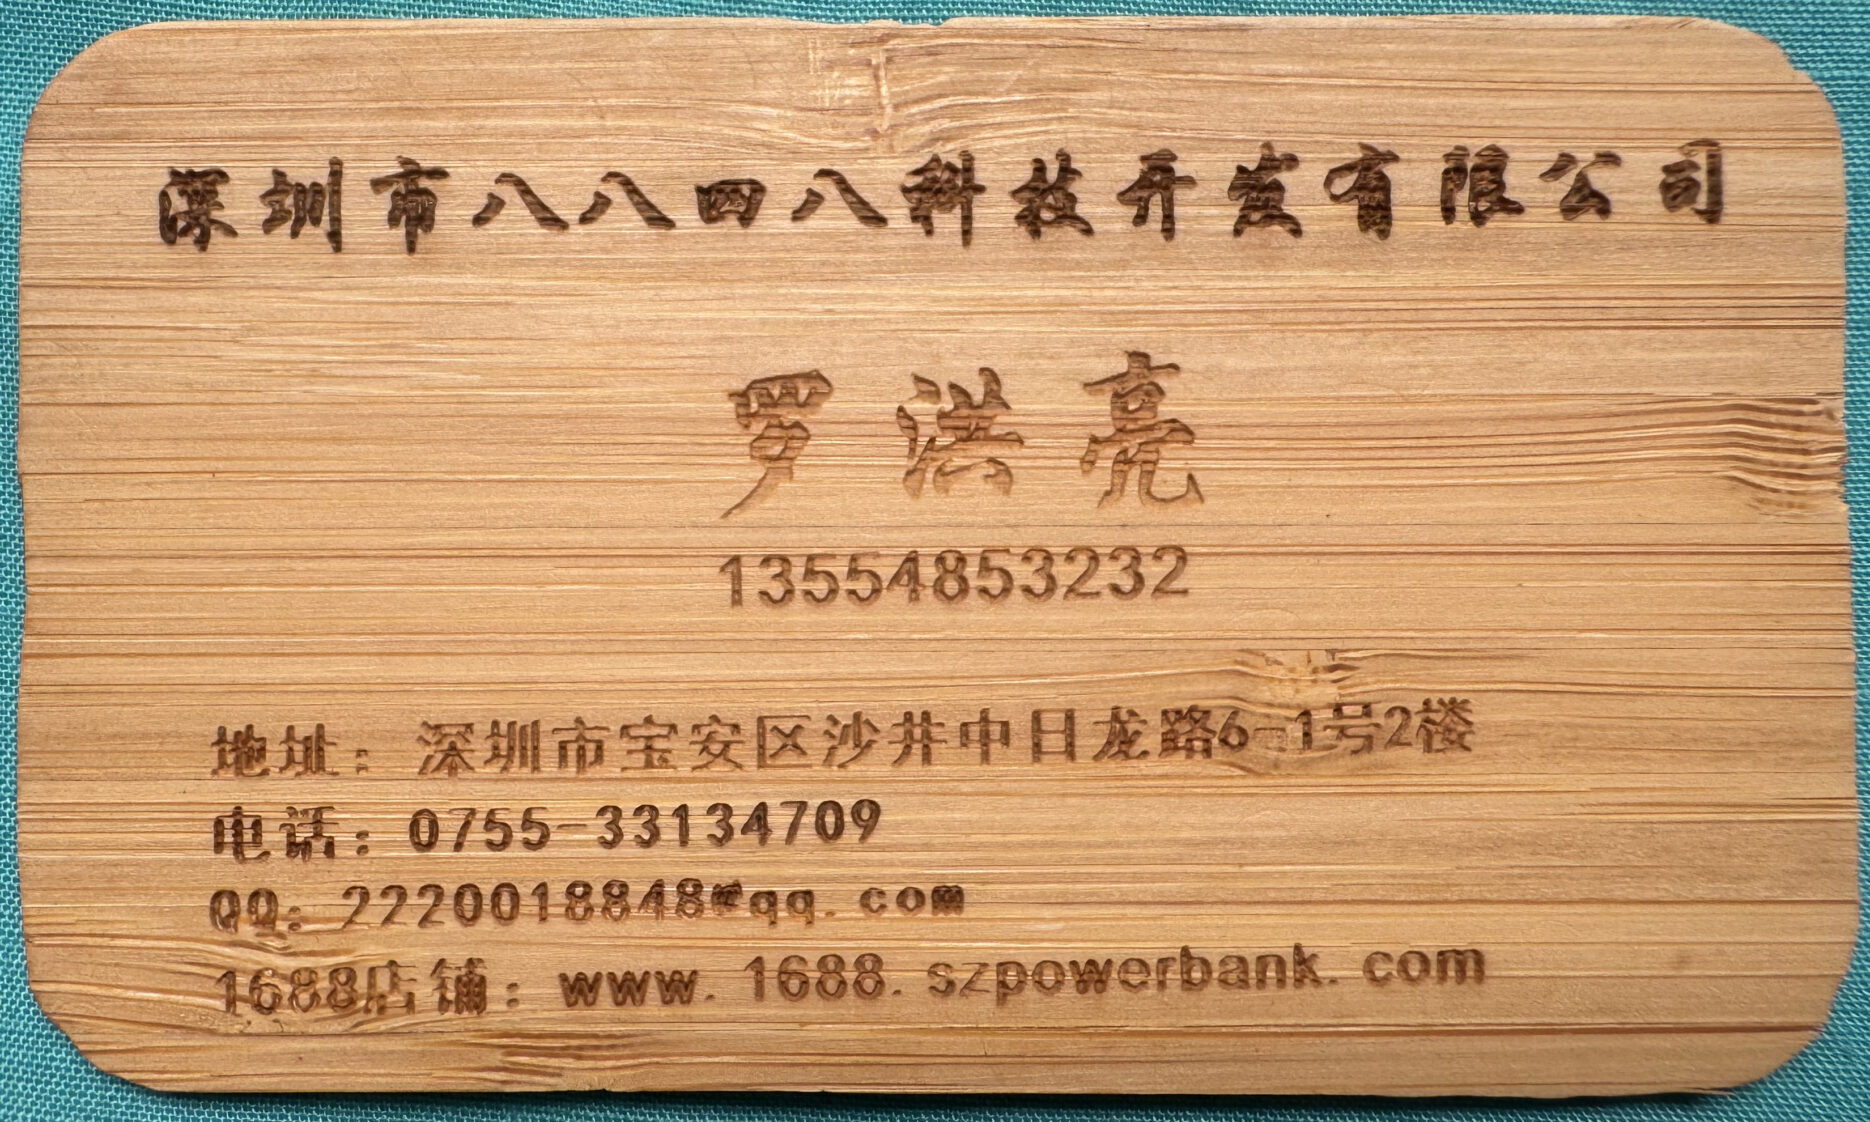 深圳市八八四八科技开发有限公司
罗洪亮
13554853232
地址：深圳市宝安区沙井中日龙路6-1号2楼
电话：0755-33134709
QQ：2220018848@qq.com
1688店铺：www.1688.szpowerbank.com